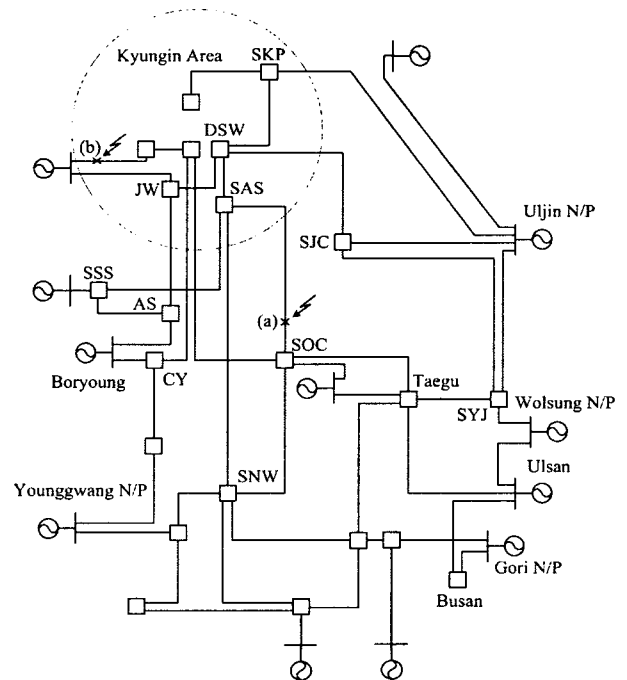 Kyungin Area
SKP
(b)
DSW
JW
SAS
Uljin N/P
SJC
SSS
AS
(a)
SOC
Boryoung
CY
Taegu
SYJ
Wolsung N/P
SNW
Ulsan
Younggwang N/P
Gori N/P
Busan